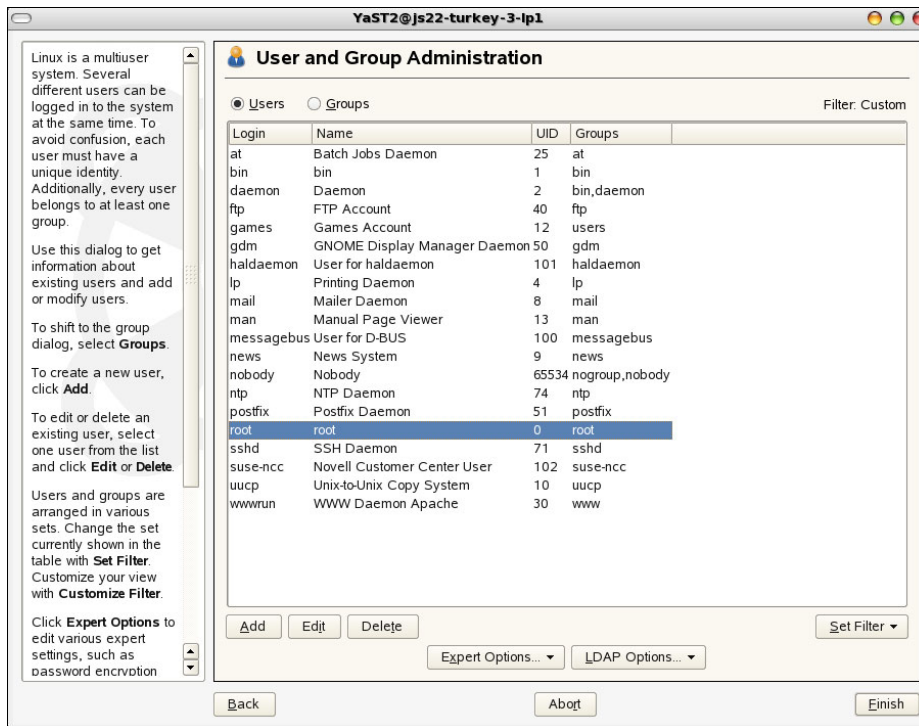 YaST2@js22-turkey-3-lp1
Linux is a multiuser
system. Several
different users can be
logged in to the system
at the same time. To
avoid confusion, each
user must have a
unique identity.
Additionally, every user
belongs to at least one
group.
Use this dialog to get
information about
existing users and add
or modify users.
To shift to the group
dialog, select Groups.
To create a new user,
click Add.
To edit or delete an
existing user, select
one user from the list
and click Edit or Delete.
Users and groups are
arranged in various
sets. Change the set
currently shown in the
table with Set Filter.
Customize your view
with Customize Filter.
Click Expert Options to
edit various expert
settings, such as
password encryption
User and Group Administration
Users Groups Filter: Custom
Login Name UID Groups
at Batch Jobs Daemon 25 at
bin bin 1 bin
daemon Daemon 2 bin,daemon
ftp FTP Account 40 ftp
games Games Account 12 users
gdm GNOME Display Manager Daemon 50 gdm
haldaemon User for haldaemon 101 haldaemon
lp Printing Daemon 4 lp
mail Mailer Daemon 8 mail
man Manual Page Viewer 13 man
messagebus User for D-BUS 100 messagebus
news News System 9 news
nobody Nobody 65534 nogroup,nobody
ntp NTP Daemon 74 ntp
postfix Postfix Daemon 51 postfix
root root 0 root
sshd SSH Daemon 71 sshd
suse-ncc Novell Customer Center User 102 suse-ncc
uucp Unix-to-Unix Copy System 10 uucp
wwwrun WWW Daemon Apache 30 www
Add Edit Delete Set Filter
Expert Options... LDAP Options...
Back Abort Finish